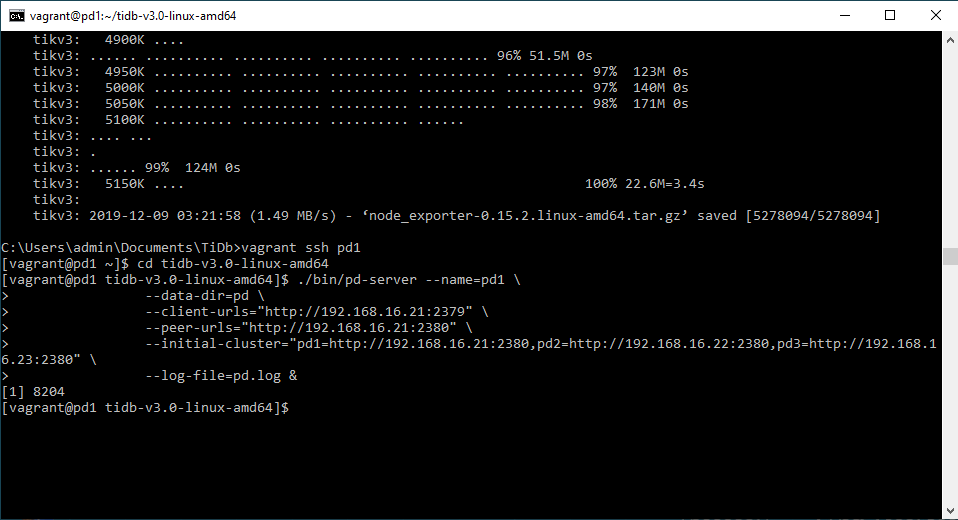 vagrant@pd1:~/tidb-v3.0-linux-amd64
tikv3:   4900K ....
tikv3: ...... .......... .......... .......... .......... 96% 51.5M 0s
tikv3:   4950K .......... .......... .......... .......... .......... 97%  123M 0s
tikv3:   5000K .......... .......... .......... .......... .......... 97%  140M 0s
tikv3:   5050K .......... .......... .......... .......... .......... 98%  171M 0s
tikv3:   5100K .......... .......... .......... ......
tikv3: .... ...
tikv3: .
tikv3: ...... 99%  124M 0s
tikv3:   5150K ....                                                  100% 22.6M=3.4s
tikv3:
tikv3: 2019-12-09 03:21:58 (1.49 MB/s) - ‘node_exporter-0.15.2.linux-amd64.tar.gz’ saved [5278094/5278094]
C:\Users\admin\Documents\TiDb>vagrant ssh pd1
[vagrant@pd1 ~]$ cd tidb-v3.0-linux-amd64
[vagrant@pd1 tidb-v3.0-linux-amd64]$ ./bin/pd-server --name=pd1 \
>                 --data-dir=pd \
>                 --client-urls="http://192.168.16.21:2379" \
>                 --peer-urls="http://192.168.16.21:2380" \
>                 --initial-cluster="pd1=http://192.168.16.21:2380,pd2=http://192.168.16.22:2380,pd3=http://192.168.1
6.23:2380" \
>                 --log-file=pd.log &
[1] 8204
[vagrant@pd1 tidb-v3.0-linux-amd64]$